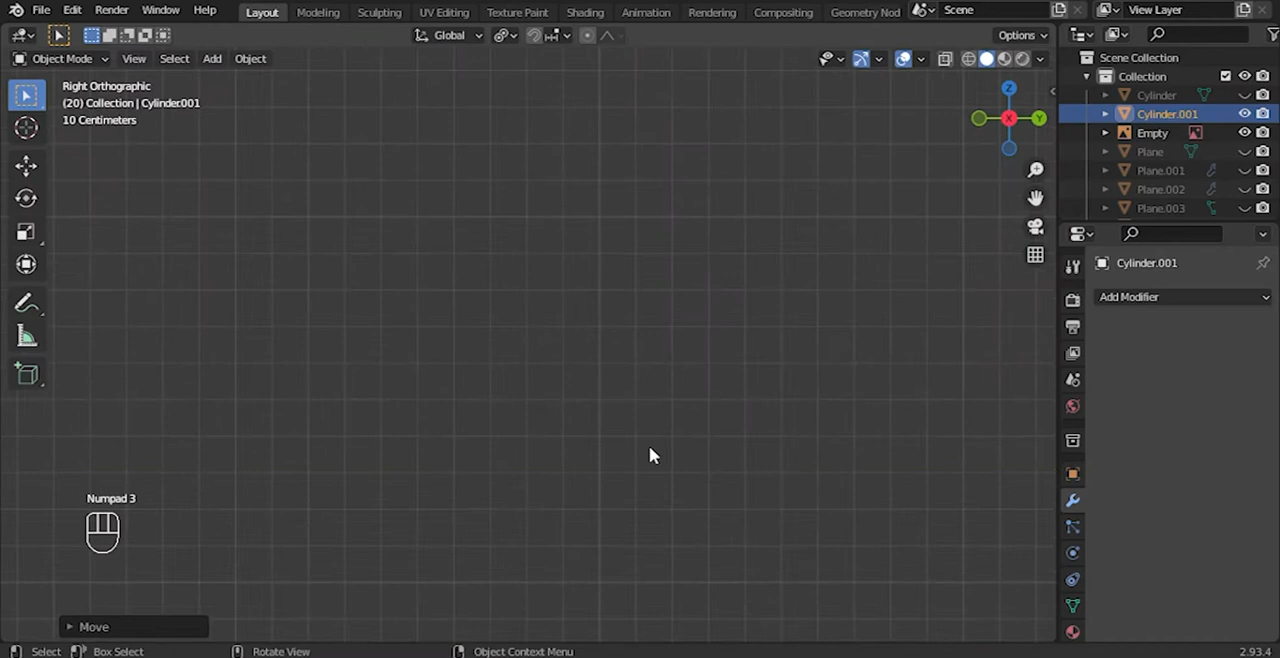 File Edit Render Window Help Layout Modeling Sculpting UV Editing Texture Paint Shading Animation Rendering Compositing Geometry Nod Scene View Layer
Global Options
Object Mode View Select Add Object
Right Orthographic
(20) Collection | Cylinder.001
10 Centimeters
Z
X
Y
Scene Collection
Collection
Cylinder
Cylinder.001
Empty
Plane
Plane.001
Plane.002
Plane.003
Cylinder.001
Add Modifier
Numpad 3
Move
Select Box Select Rotate View Object Context Menu 2.93.4